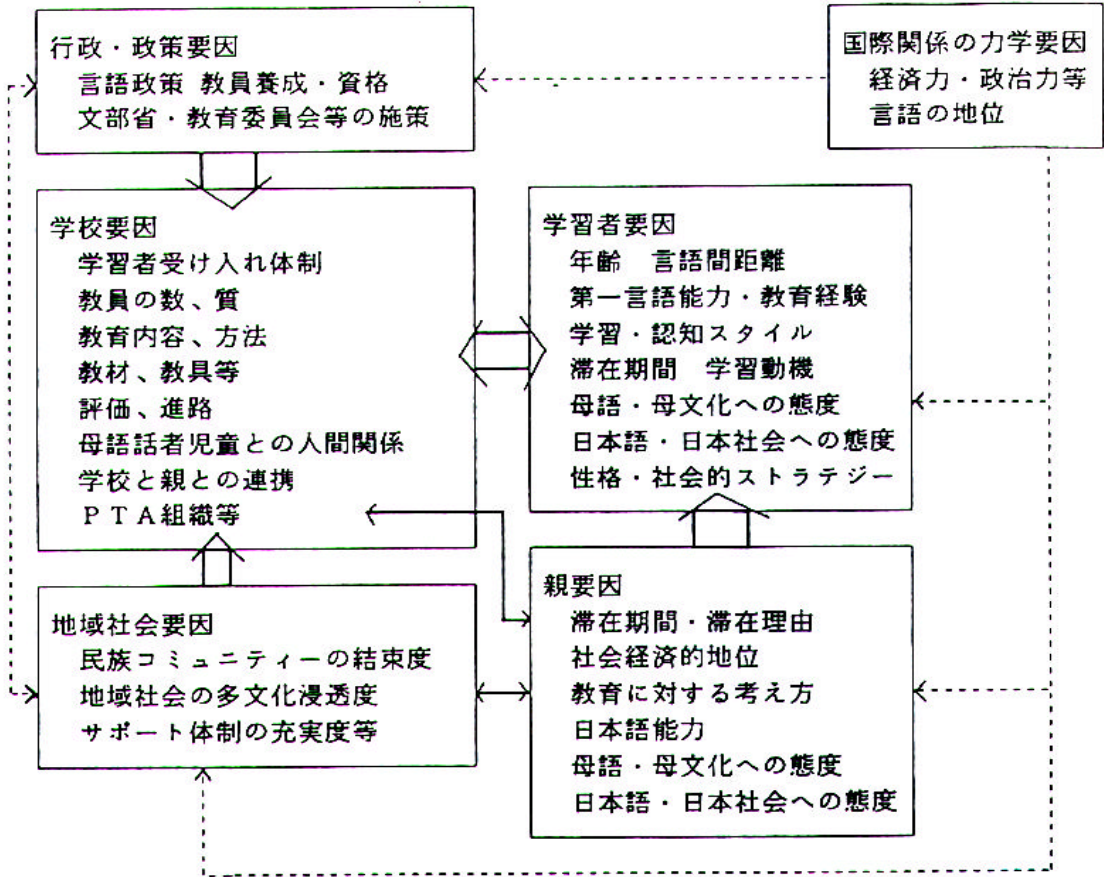 行政・政策要因
言語政策 教員養成・資格
文部省・教育委員会等の施策
国際関係の力学要因
経済力・政治力等
言語の地位
学校要因
学習者受け入れ体制
教員の数、質
教育内容、方法
教材、教具等
評価、進路
母語話者児童との人間関係
学校と親との連携
ＰＴＡ組織等
学習者要因
年齢　言語間距離
第一言語能力・教育経験
学習・認知スタイル
滞在期間　学習動機
母語・母文化への態度
日本語・日本社会への態度
性格・社会的ストラテジー
地域社会要因
民族コミュニティーの結束度
地域社会の多文化浸透度
サポート体制の充実度等
親要因
滞在期間・滞在理由
社会経済的地位
教育に対する考え方
日本語能力
母語・母文化への態度
日本語・日本社会への態度